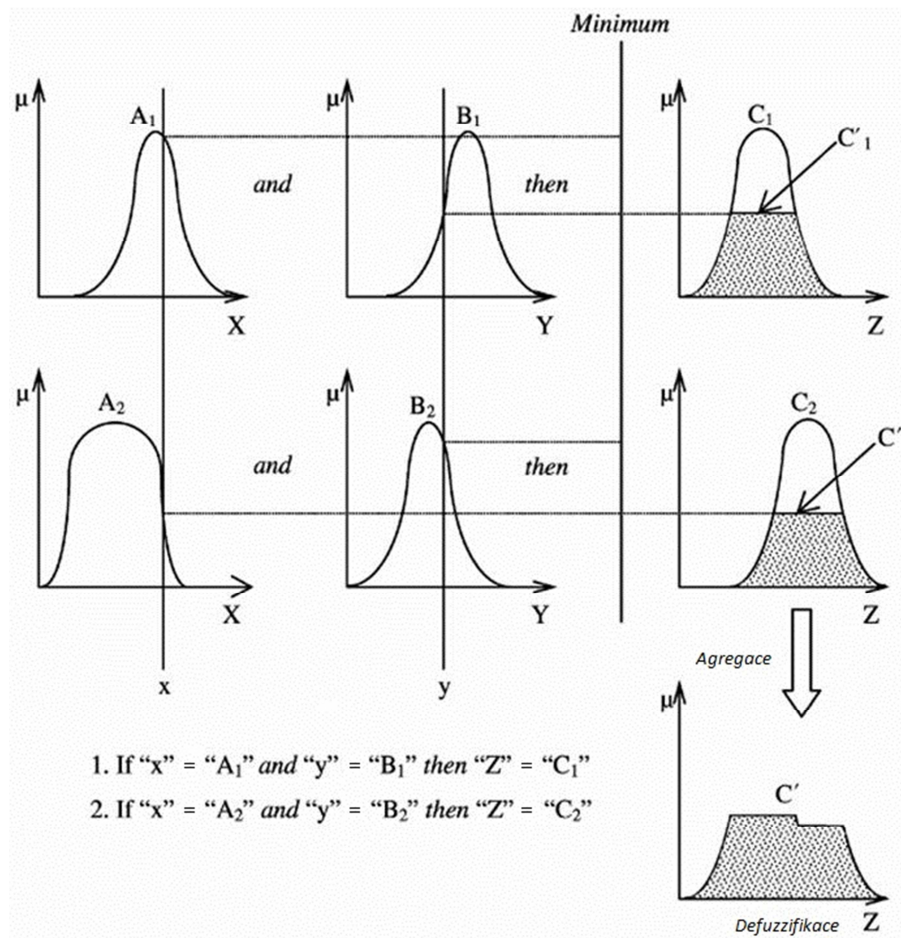 Minimum
μ
A₁
and
X
μ
B₁
then
Y
μ
C₁
C′₁
Z
μ
A₂
and
X
μ
B₂
then
Y
μ
C₂
C′
Z
x
y
Agregace
1. If “x” = “A₁” and “y” = “B₁” then “Z” = “C₁”
2. If “x” = “A₂” and “y” = “B₂” then “Z” = “C₂”
μ
C′
Defuzzifikace
Z